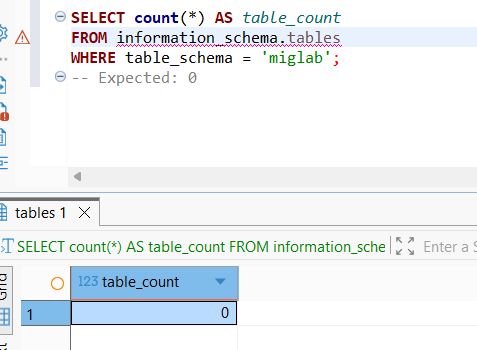 SELECT count(*) AS table_count
FROM information_schema.tables
WHERE table_schema = 'miglab';
-- Expected: 0
tables 1
SELECT count(*) AS table_count FROM information_sche
Enter a S
Grid
123 table_count
1
0